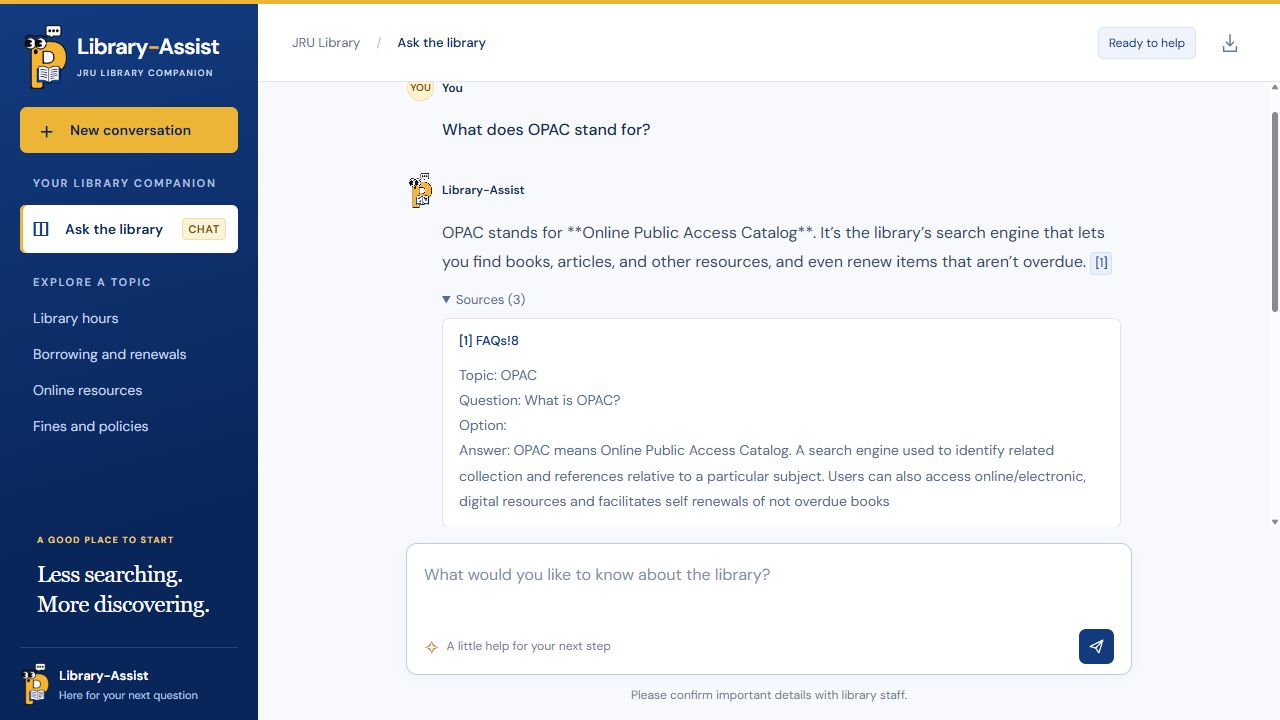 Library-Assist
JRU LIBRARY COMPANION
+ New conversation
YOUR LIBRARY COMPANION
Ask the library CHAT
EXPLORE A TOPIC
Library hours
Borrowing and renewals
Online resources
Fines and policies
A GOOD PLACE TO START
Less searching.
More discovering.
Library-Assist
Here for your next question
JRU Library / Ask the library
Ready to help
YOU You
What does OPAC stand for?
Library-Assist
OPAC stands for **Online Public Access Catalog**. It’s the library’s search engine that lets
you find books, articles, and other resources, and even renew items that aren’t overdue. [1]
▼ Sources (3)
[1] FAQs!8
Topic: OPAC
Question: What is OPAC?
Option:
Answer: OPAC means Online Public Access Catalog. A search engine used to identify related
collection and references relative to a particular subject. Users can also access online/electronic,
digital resources and facilitates self renewals of not overdue books
What would you like to know about the library?
A little help for your next step
Please confirm important details with library staff.